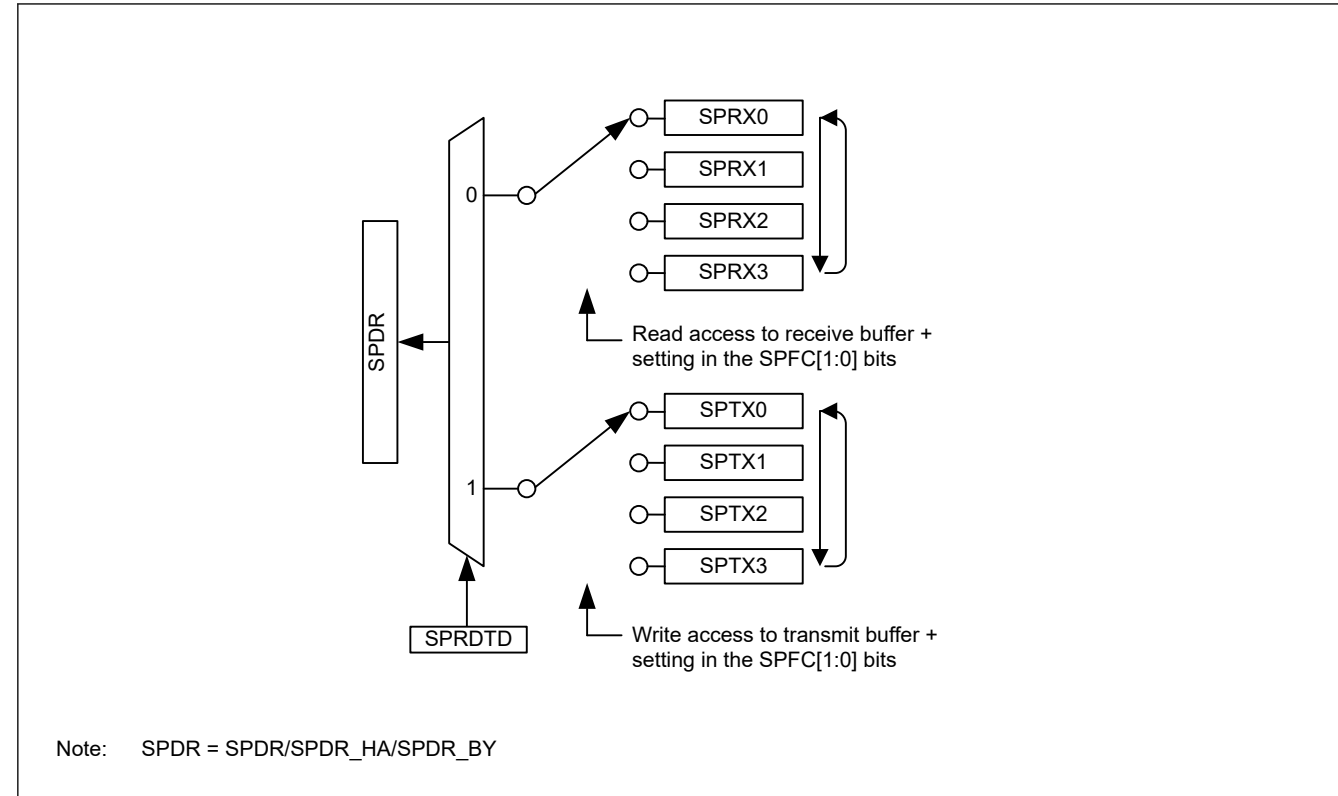 SPRX0
SPRX1
0
SPRX2
SPRX3
SPDR
Read access to receive buffer +
setting in the SPFC[1:0] bits
SPTX0
SPTX1
1
SPTX2
SPTX3
SPRDTD
Write access to transmit buffer +
setting in the SPFC[1:0] bits
Note: SPDR = SPDR/SPDR_HA/SPDR_BY